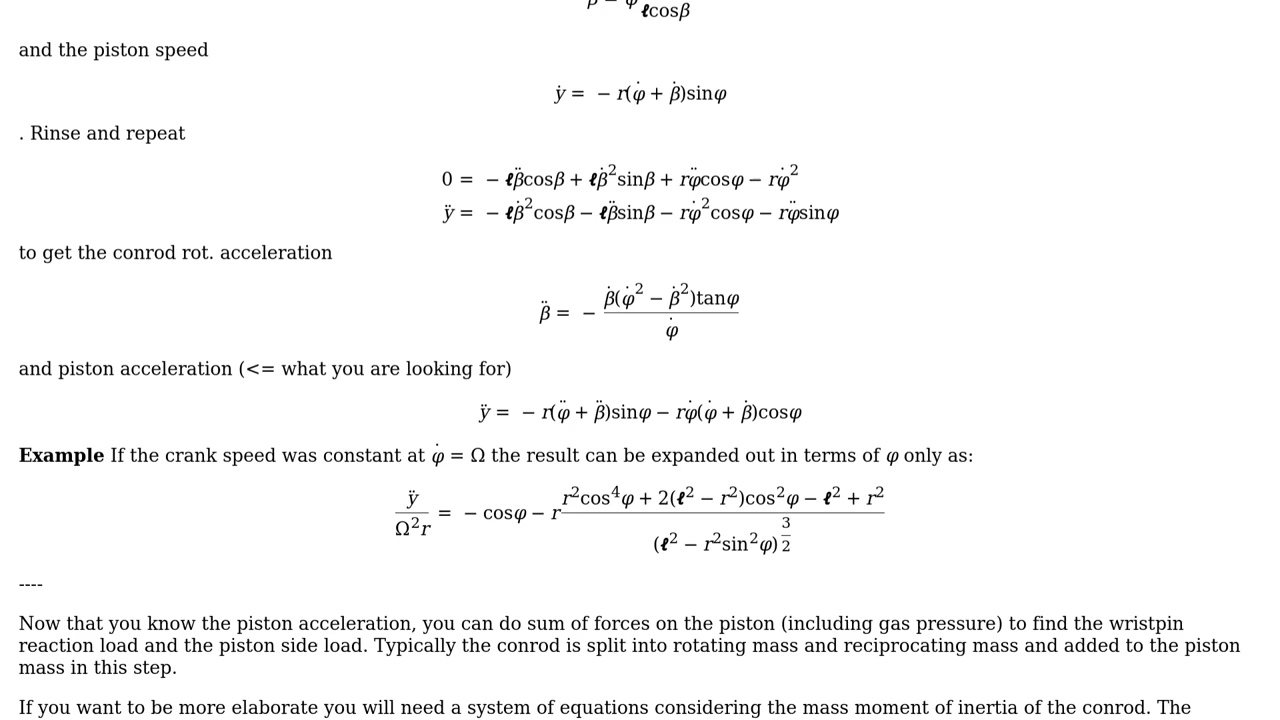 β̇ = φ̇ ℓcosβ
and the piston speed
ẏ = − r(φ̇ + β̇)sinφ
. Rinse and repeat
0 = − ℓβ̈cosβ + ℓβ̇²sinβ + rφ̈cosφ − rφ̇²
ÿ = − ℓβ̇²cosβ − ℓβ̈sinβ − rφ̇²cosφ − rφ̈sinφ
to get the conrod rot. acceleration
β̈ = − β̇(φ̇² − β̇²)tanφ / φ̇
and piston acceleration (<= what you are looking for)
ÿ = − r(φ̈ + β̈)sinφ − rφ̇(φ̇ + β̇)cosφ
Example If the crank speed was constant at φ̇ = Ω the result can be expanded out in terms of φ only as:
ÿ / Ω²r = − cosφ − r r²cos⁴φ + 2(ℓ² − r²)cos²φ − ℓ² + r² / (ℓ² − r²sin²φ)^(3/2)
----
Now that you know the piston acceleration, you can do sum of forces on the piston (including gas pressure) to find the wristpin
reaction load and the piston side load. Typically the conrod is split into rotating mass and reciprocating mass and added to the piston
mass in this step.
If you want to be more elaborate you will need a system of equations considering the mass moment of inertia of the conrod. The